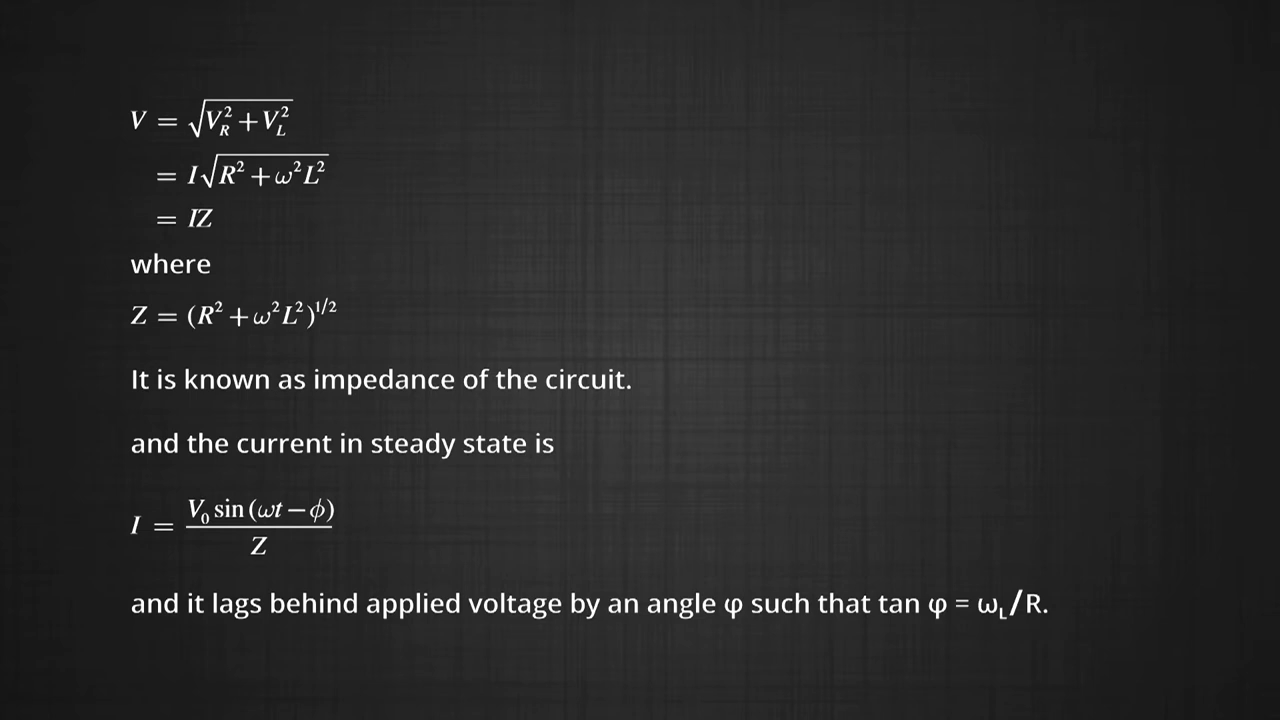 V = √(V_R² + V_L²)
= I√(R² + ω²L²)
= IZ
where
Z = (R² + ω²L²)^1/2
It is known as impedance of the circuit.
and the current in steady state is
I = V₀ sin (ωt − ϕ) / Z
and it lags behind applied voltage by an angle φ such that tan φ = ω_L/R.